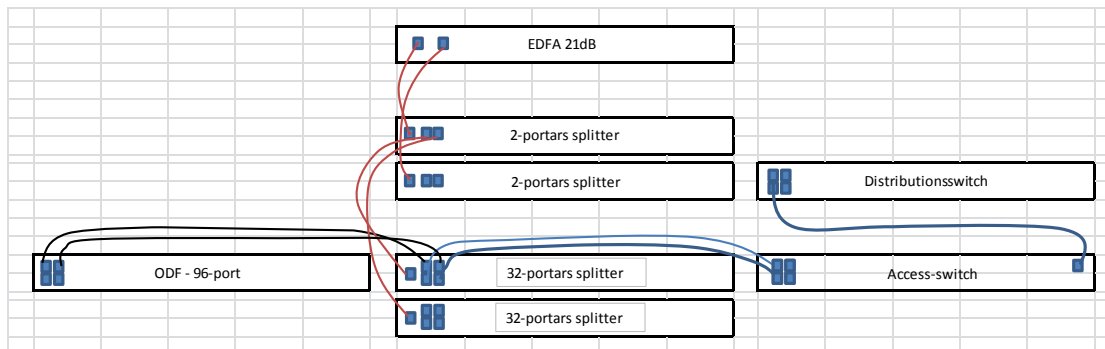 EDFA 21dB
2-portars splitter
2-portars splitter
Distributionsswitch
ODF - 96-port
32-portars splitter
Access-switch
32-portars splitter